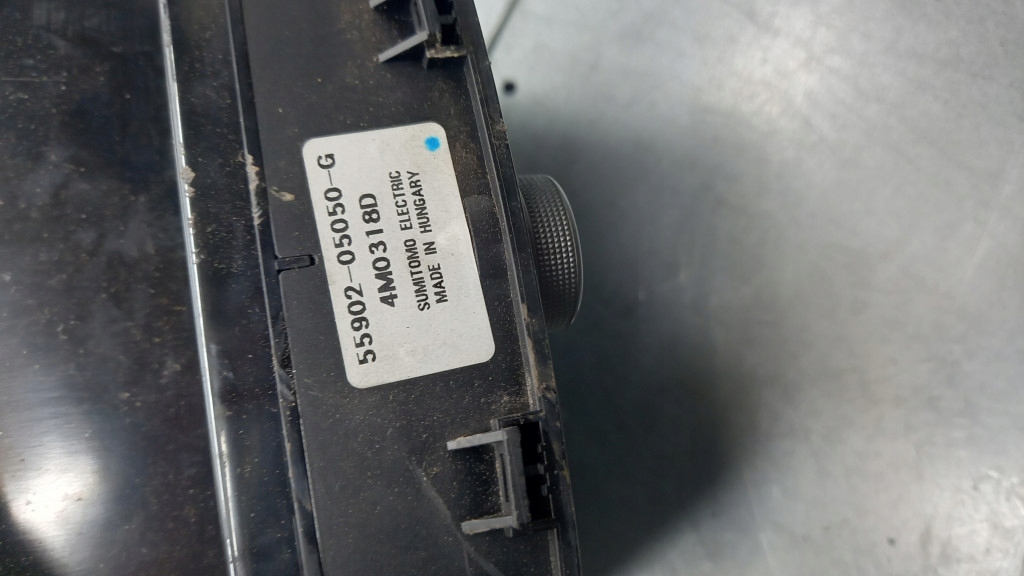 55902-05050-G
4M0318D
SUMITOMO ELECTRIC
MADE IN HUNGARY